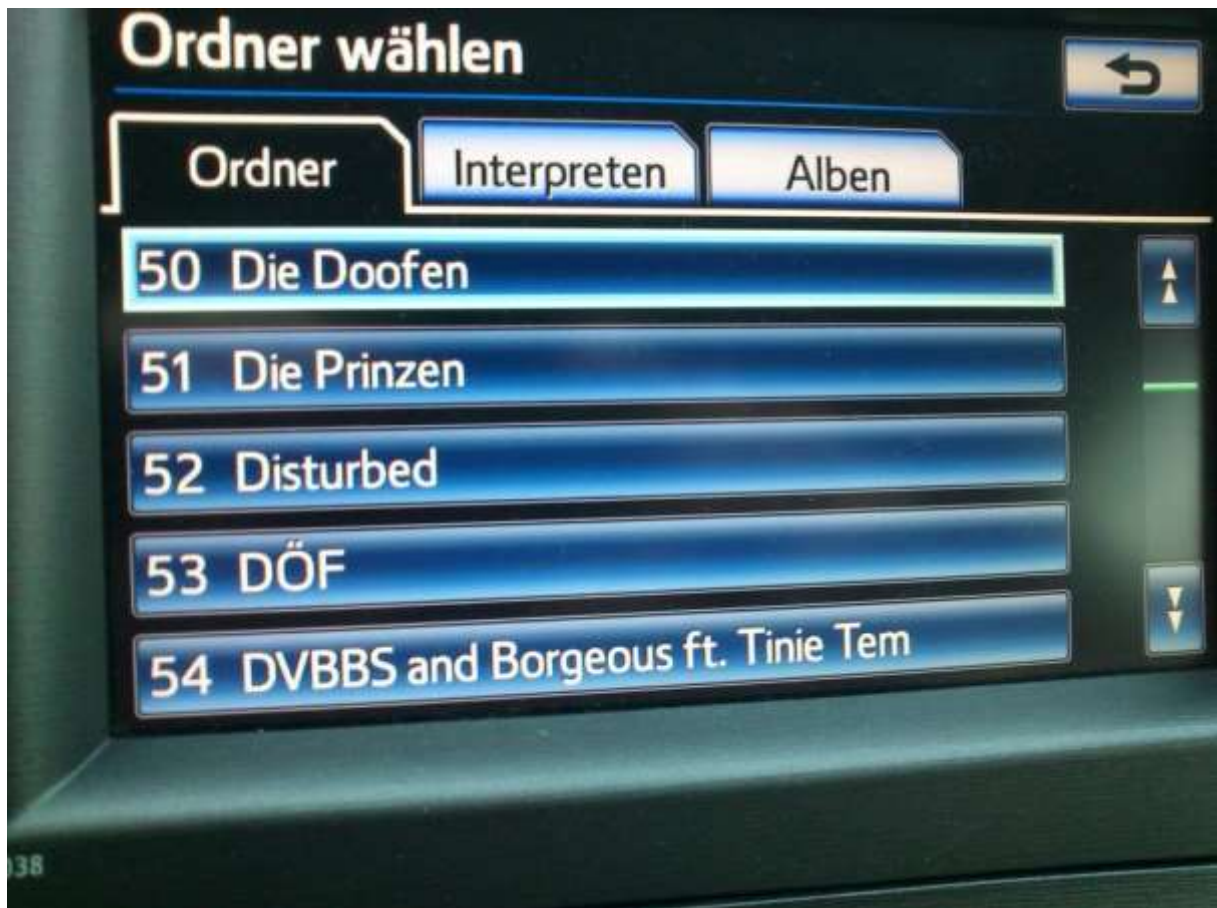 Ordner wählen
Ordner Interpreten Alben
50 Die Doofen
51 Die Prinzen
52 Disturbed
53 DÖF
54 DVBBS and Borgeous ft. Tinie Tem
038